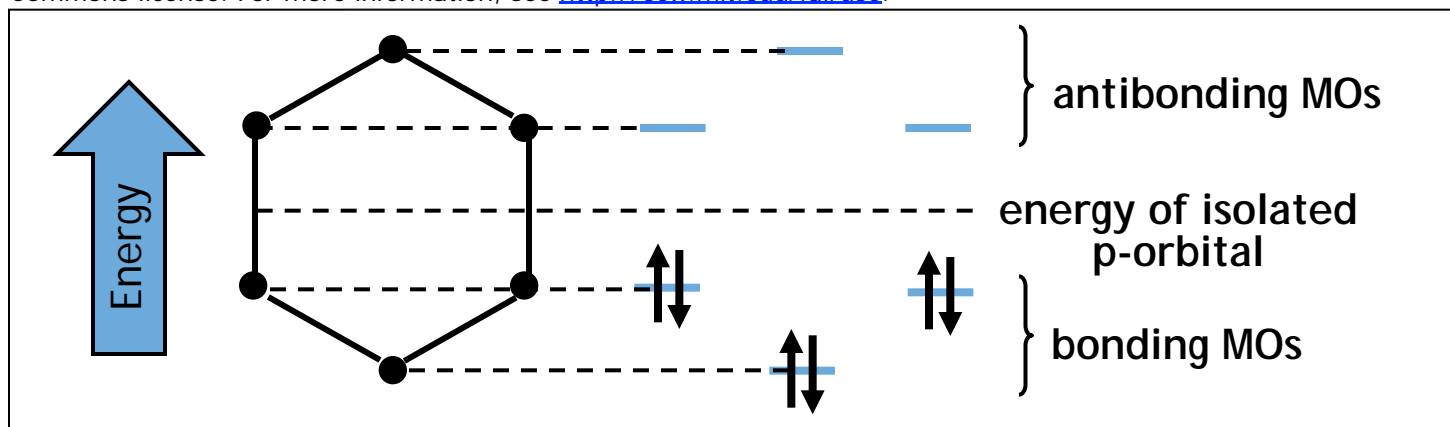 Energy
antibonding MOs
energy of isolated
p-orbital
bonding MOs